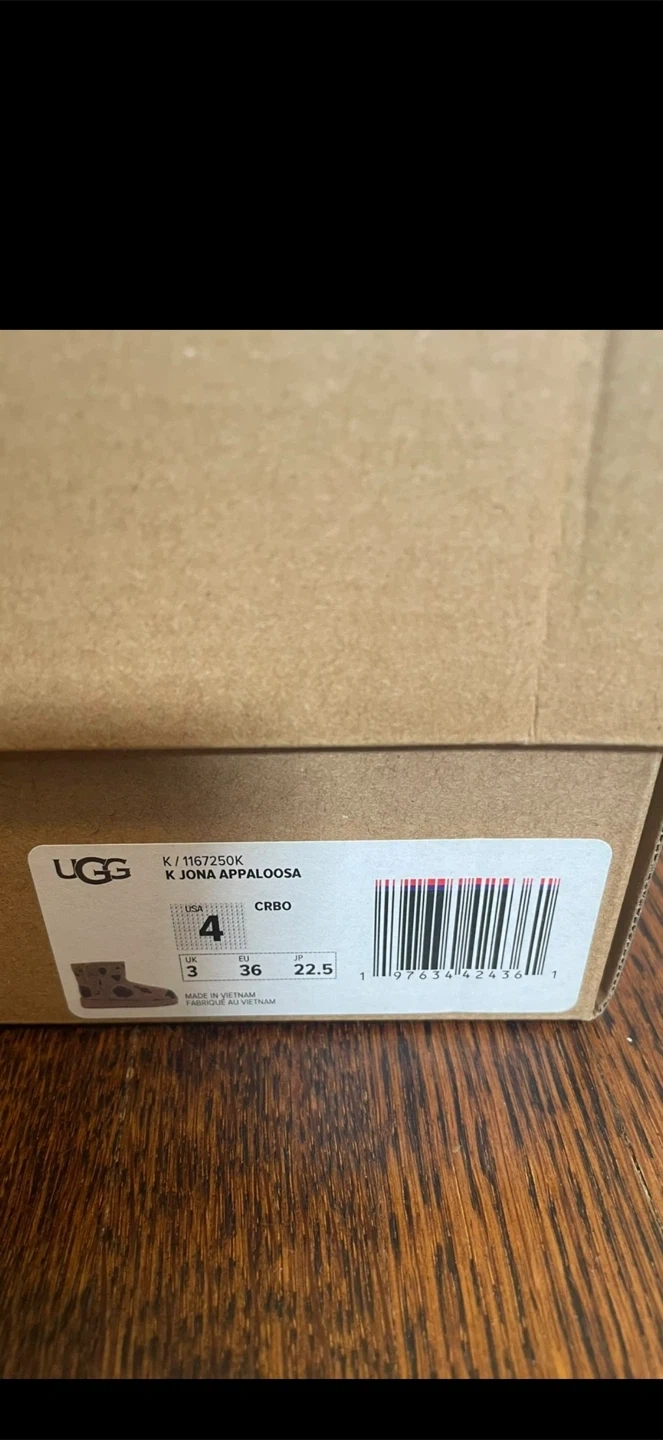 UGG
K / 1167250K
K JONA APPALOOSA
USA
4
CRBO
UK EU JP
3 36 22.5
MADE IN VIETNAM
FABRIQUÉ AU VIETNAM
1 97634 42436 1